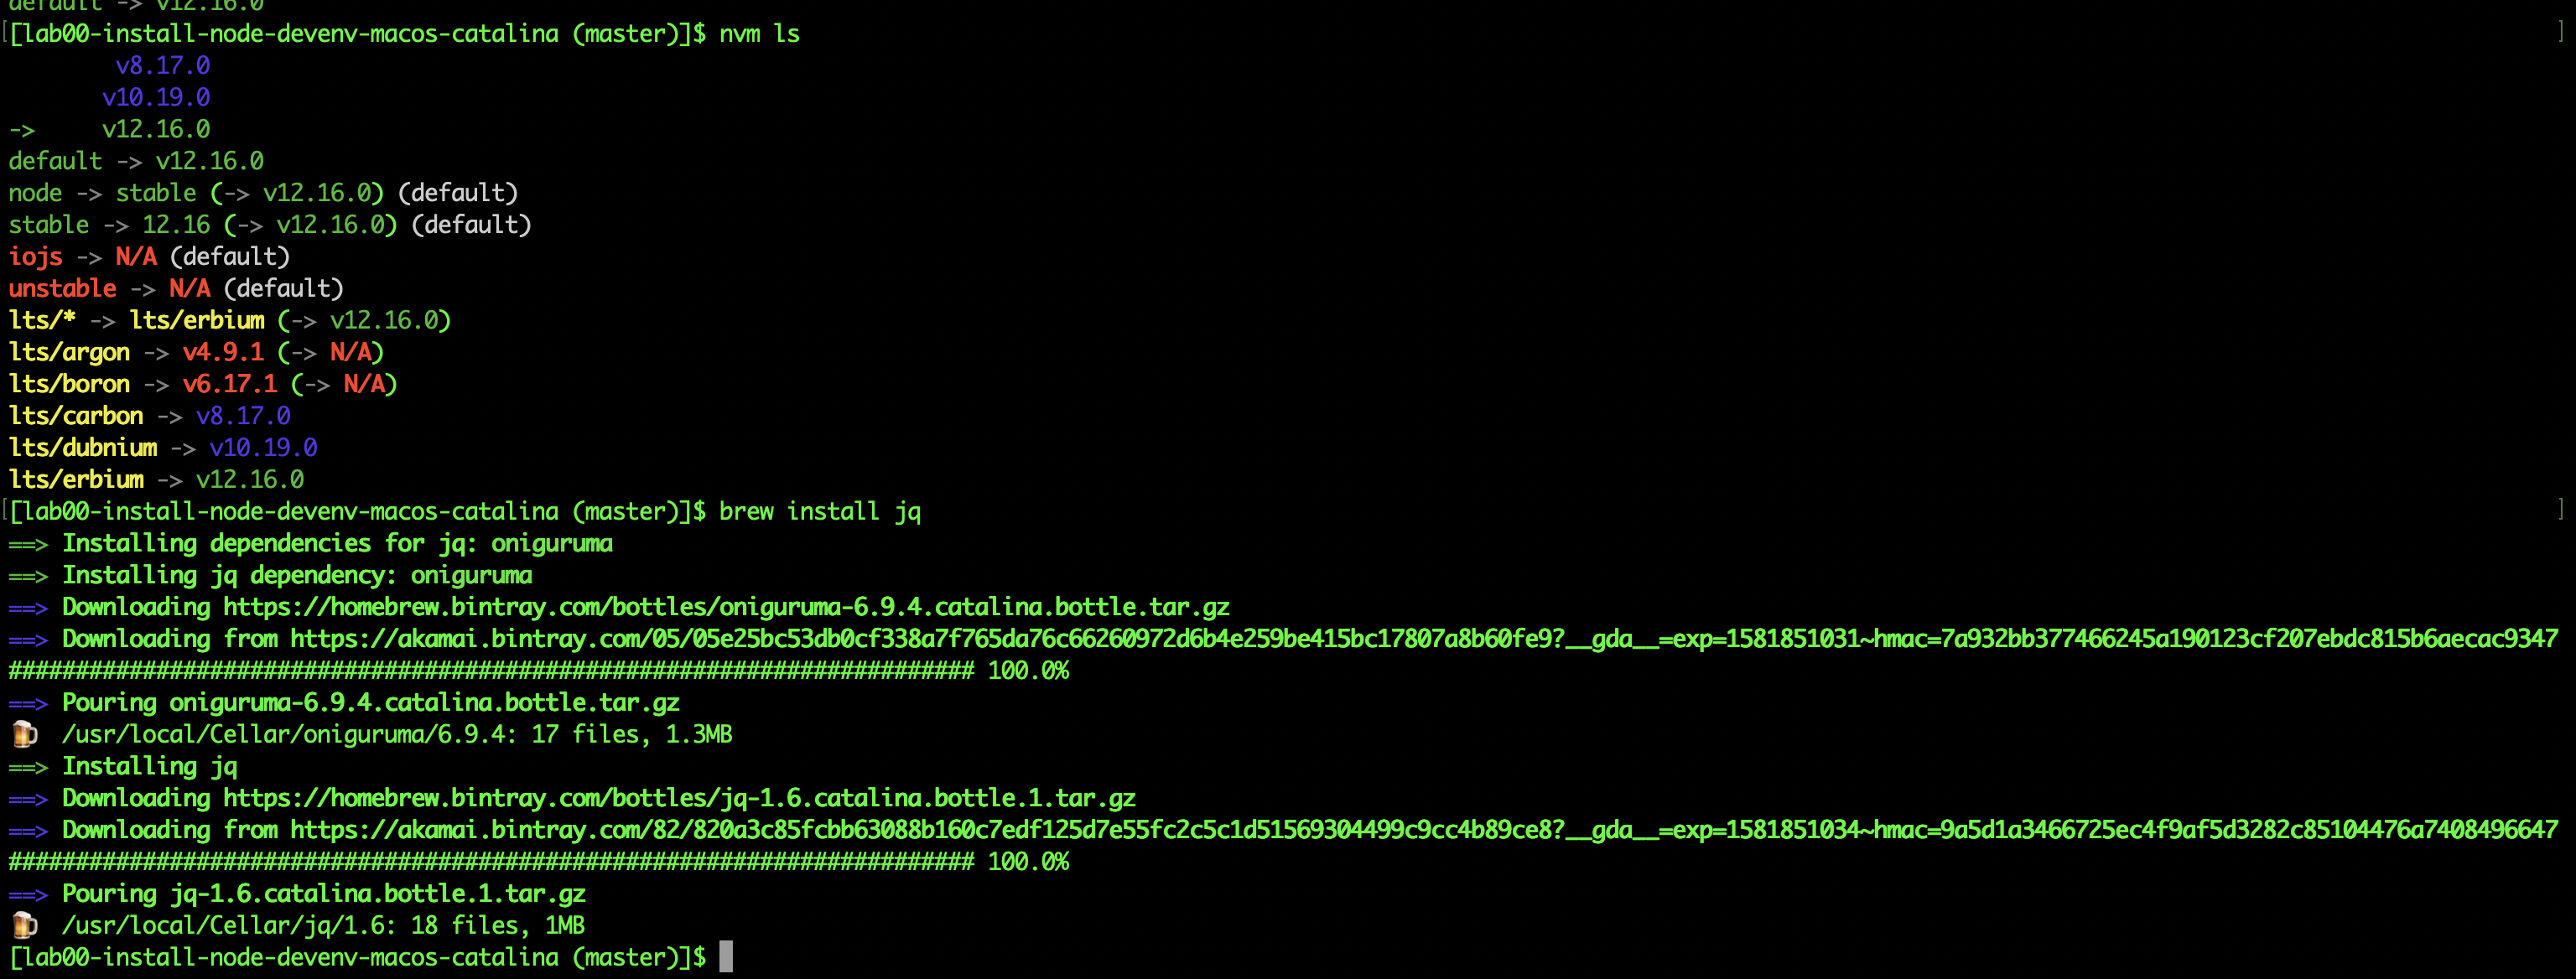 default -> v12.16.0
[[lab00-install-node-devenv-macos-catalina (master)]$ nvm ls ]
v8.17.0
v10.19.0
-> v12.16.0
default -> v12.16.0
node -> stable (-> v12.16.0) (default)
stable -> 12.16 (-> v12.16.0) (default)
iojs -> N/A (default)
unstable -> N/A (default)
lts/* -> lts/erbium (-> v12.16.0)
lts/argon -> v4.9.1 (-> N/A)
lts/boron -> v6.17.1 (-> N/A)
lts/carbon -> v8.17.0
lts/dubnium -> v10.19.0
lts/erbium -> v12.16.0
[[lab00-install-node-devenv-macos-catalina (master)]$ brew install jq ]
==> Installing dependencies for jq: oniguruma
==> Installing jq dependency: oniguruma
==> Downloading https://homebrew.bintray.com/bottles/oniguruma-6.9.4.catalina.bottle.tar.gz
==> Downloading from https://akamai.bintray.com/05/05e25bc53db0cf338a7f765da76c66260972d6b4e259be415bc17807a8b60fe9?__gda__=exp=1581851031~hmac=7a932bb377466245a190123cf207ebdc815b6aecac9347
######################################################################## 100.0%
==> Pouring oniguruma-6.9.4.catalina.bottle.tar.gz
🍺 /usr/local/Cellar/oniguruma/6.9.4: 17 files, 1.3MB
==> Installing jq
==> Downloading https://homebrew.bintray.com/bottles/jq-1.6.catalina.bottle.1.tar.gz
==> Downloading from https://akamai.bintray.com/82/820a3c85fcbb63088b160c7edf125d7e55fc2c5c1d51569304499c9cc4b89ce8?__gda__=exp=1581851034~hmac=9a5d1a3466725ec4f9af5d3282c85104476a7408496647
######################################################################## 100.0%
==> Pouring jq-1.6.catalina.bottle.1.tar.gz
🍺 /usr/local/Cellar/jq/1.6: 18 files, 1MB
[lab00-install-node-devenv-macos-catalina (master)]$